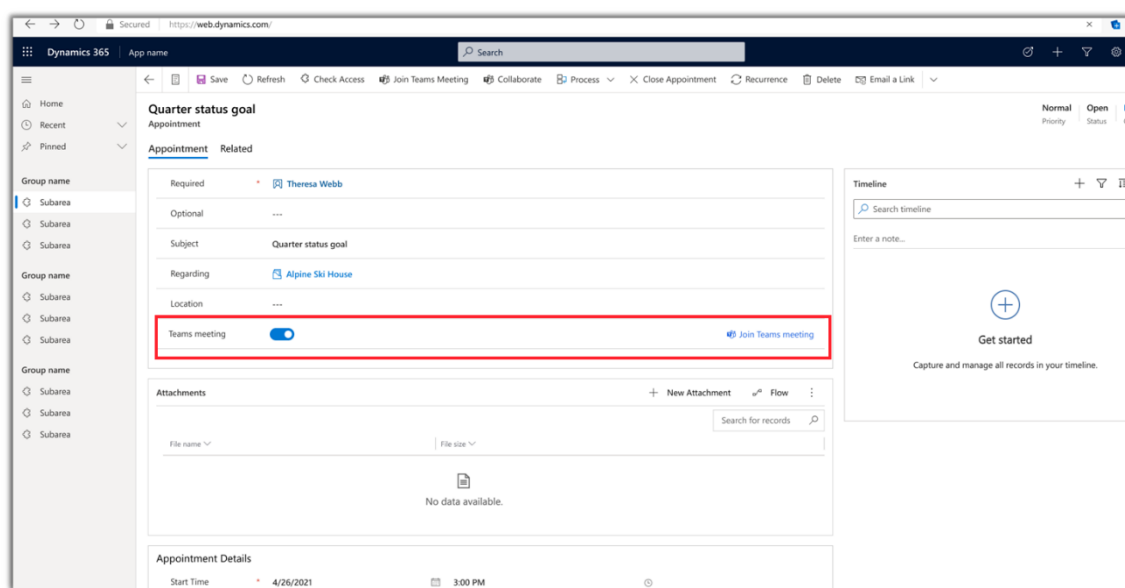 Secured https://web.dynamics.com/
Dynamics 365 App name Search
Save Refresh Check Access Join Teams Meeting Collaborate Process Close Appointment Recurrence Delete Email a Link
Home
Recent
Pinned
Group name
Subarea
Subarea
Subarea
Group name
Subarea
Subarea
Subarea
Group name
Subarea
Subarea
Subarea
Quarter status goal
Appointment
Normal Open
Priority Status
Appointment Related
Required * Theresa Webb
Optional ---
Subject Quarter status goal
Regarding Alpine Ski House
Location ---
Teams meeting Join Teams meeting
Timeline
Search timeline
Enter a note...
Get started
Capture and manage all records in your timeline.
Attachments New Attachment Flow
Search for records
File name File size
No data available.
Appointment Details
Start Time * 4/26/2021 3:00 PM